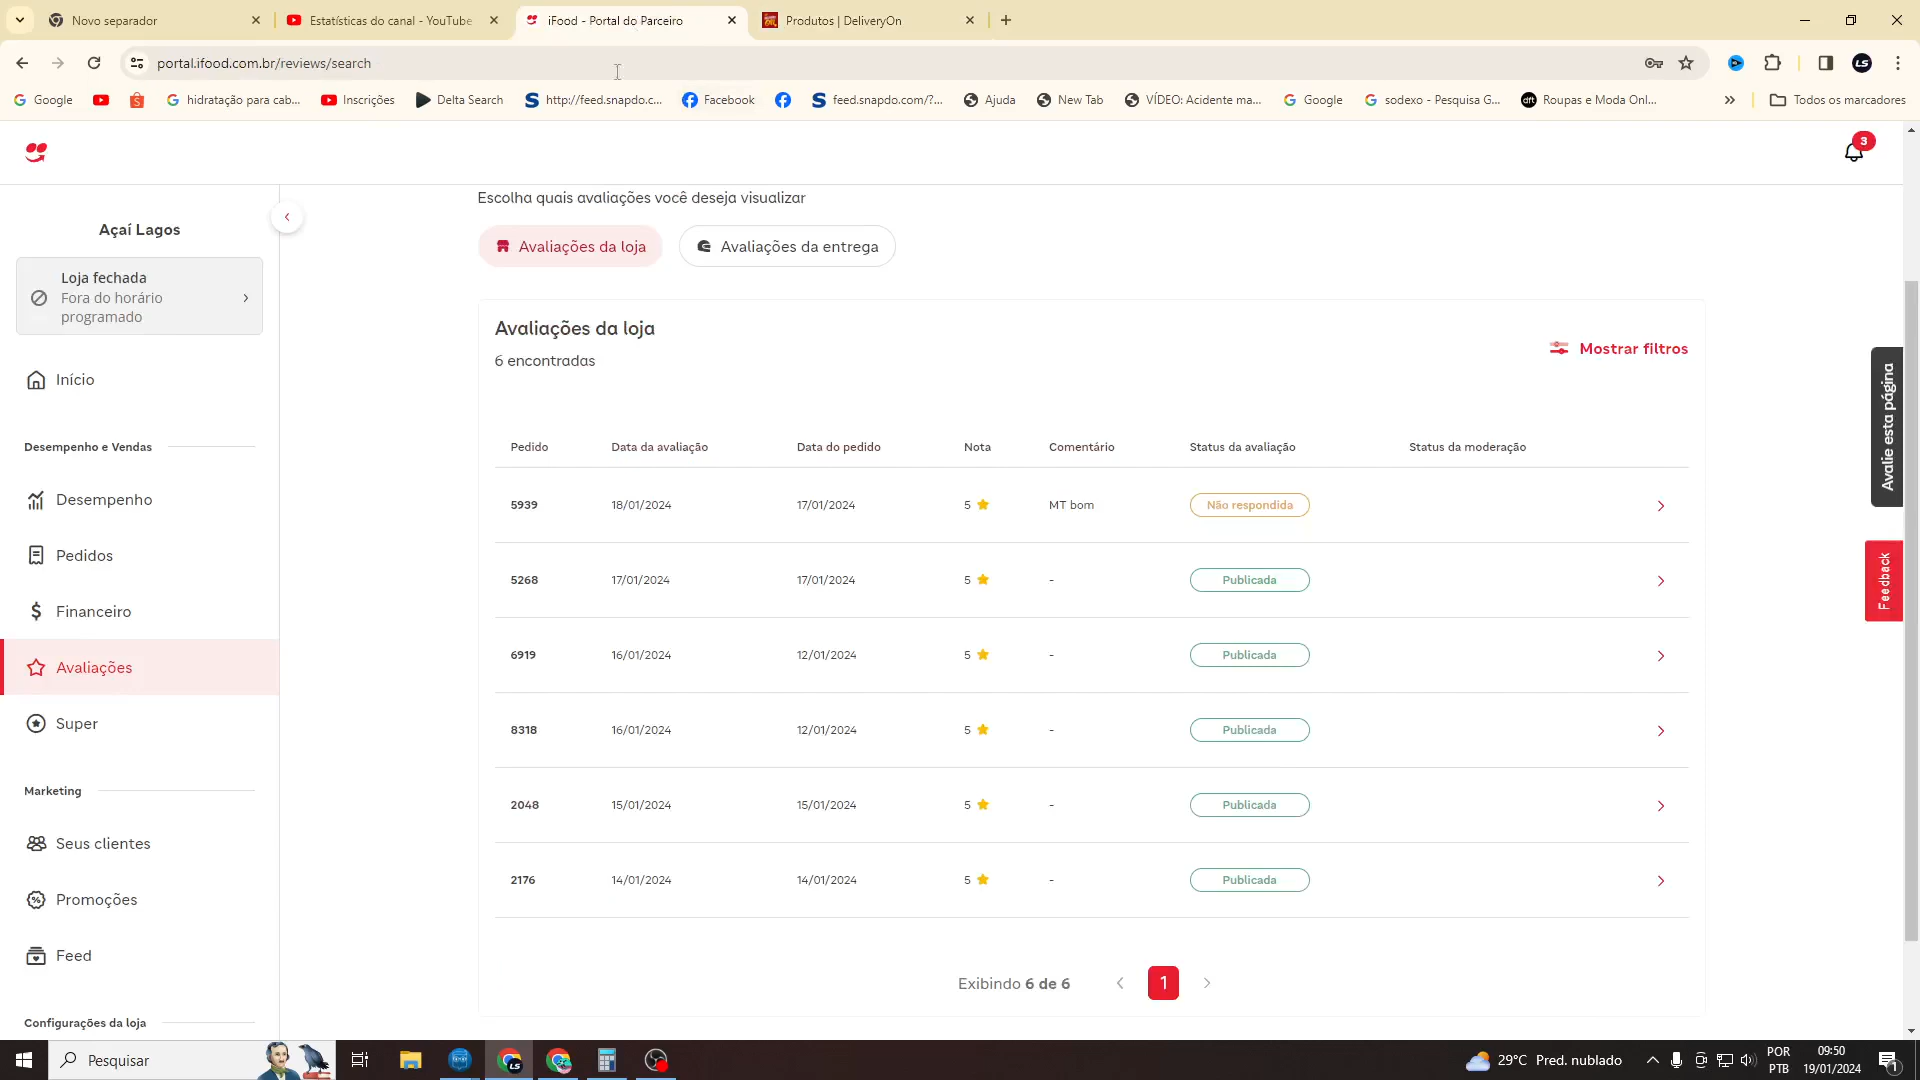 Novo separador
Estatísticas do canal - YouTube
iFood - Portal do Parceiro
Produtos | DeliveryOn
portal.ifood.com.br/reviews/search
LS
Google
hidratação para cab...
Inscrições
Delta Search
http://feed.snapdo.c...
Facebook
feed.snapdo.com/?...
Ajuda
New Tab
VÍDEO: Acidente ma...
Google
sodexo - Pesquisa G...
dft
Roupas e Moda Onl...
Todos os marcadores
3
Açaí Lagos
Loja fechada
Fora do horário
programado
Início
Desempenho e Vendas
Desempenho
Pedidos
Financeiro
Avaliações
Super
Marketing
Seus clientes
Promoções
Feed
Configurações da loja
Escolha quais avaliações você deseja visualizar
Avaliações da loja
Avaliações da entrega
Avaliações da loja
6 encontradas
Mostrar filtros
Pedido Data da avaliação Data do pedido Nota Comentário Status da avaliação Status da moderação
5939 18/01/2024 17/01/2024 5 MT bom Não respondida
5268 17/01/2024 17/01/2024 5 - Publicada
6919 16/01/2024 12/01/2024 5 - Publicada
8318 16/01/2024 12/01/2024 5 - Publicada
2048 15/01/2024 15/01/2024 5 - Publicada
2176 14/01/2024 14/01/2024 5 - Publicada
Exibindo 6 de 6
1
Avalie esta página
Feedback
Pesquisar
LS
29°C Pred. nublado
POR
PTB
09:50
19/01/2024
1